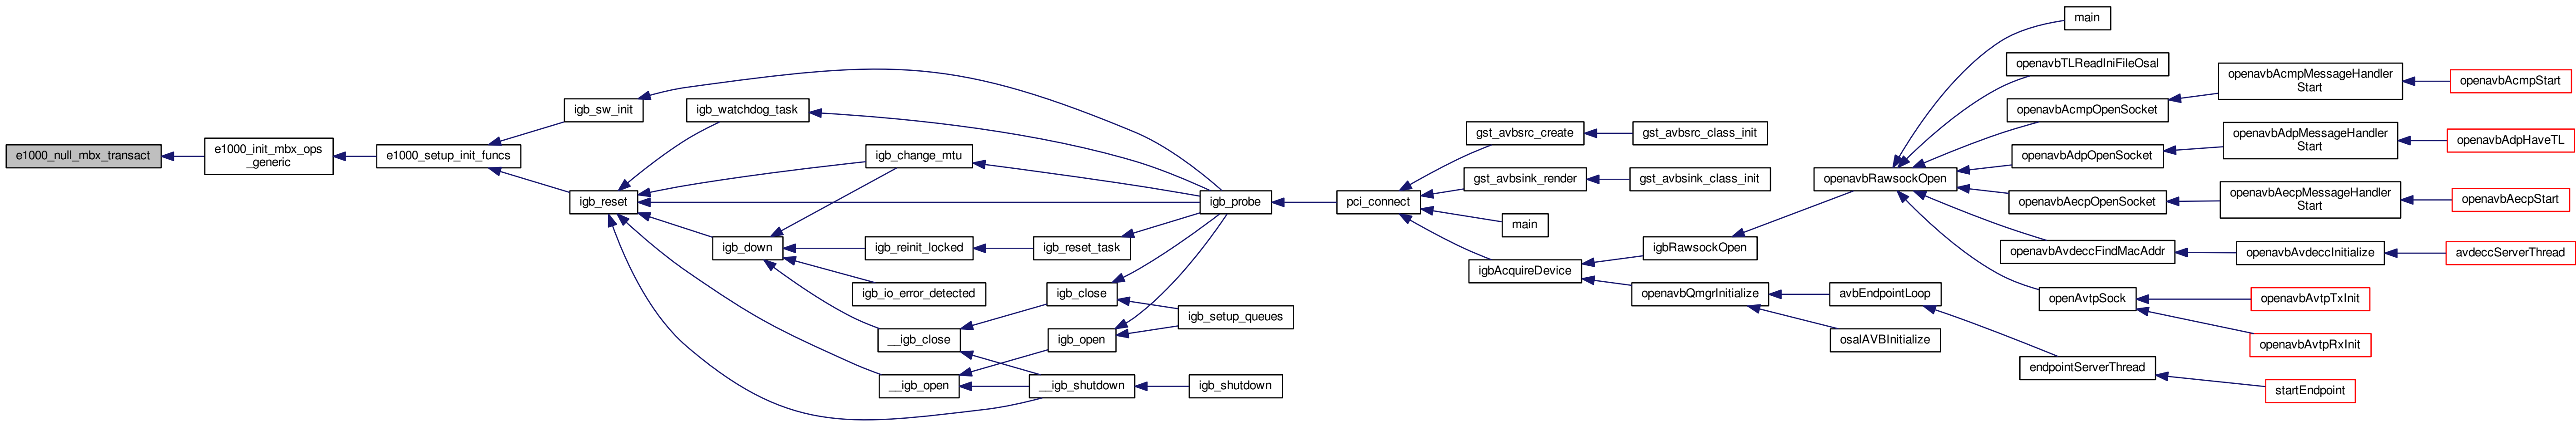 e1000_null_mbx_transact
e1000_init_mbx_ops
_generic
e1000_setup_init_funcs
igb_sw_init
igb_reset
igb_watchdog_task
igb_change_mtu
igb_down
igb_reinit_locked
igb_reset_task
igb_io_error_detected
igb_close
__igb_close
igb_open
__igb_open
__igb_shutdown
igb_probe
igb_setup_queues
igb_shutdown
pci_connect
gst_avbsrc_create
gst_avbsrc_class_init
gst_avbsink_render
gst_avbsink_class_init
main
igbAcquireDevice
igbRawsockOpen
openavbQmgrInitialize
avbEndpointLoop
osalAVBInitialize
openavbRawsockOpen
main
openavbTLReadIniFileOsal
openavbAcmpOpenSocket
openavbAcmpMessageHandler
Start
openavbAcmpStart
openavbAdpOpenSocket
openavbAdpMessageHandler
Start
openavbAdpHaveTL
openavbAecpOpenSocket
openavbAecpMessageHandler
Start
openavbAecpStart
openavbAvdeccFindMacAddr
openavbAvdeccInitialize
avdeccServerThread
openAvtpSock
openavbAvtpTxInit
openavbAvtpRxInit
endpointServerThread
startEndpoint